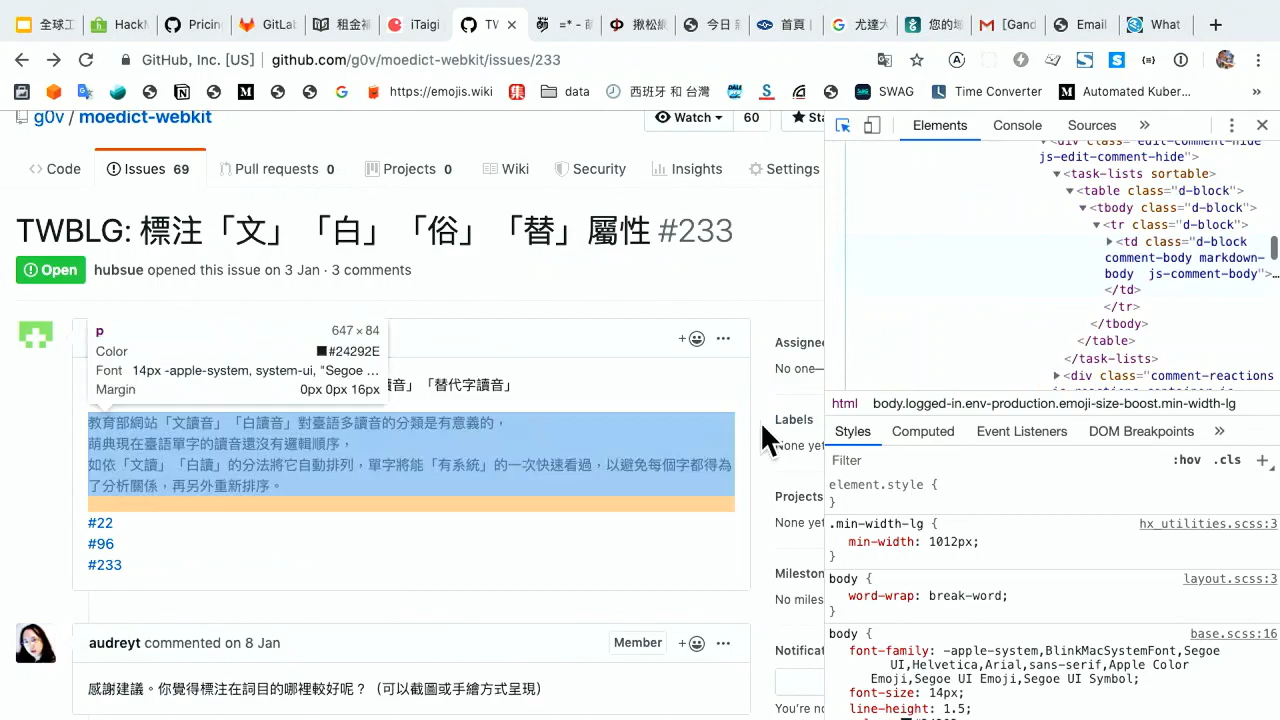 全球工
HackM
Pricin
GitLa
租金補
iTaigi
TW
=* - 萌
揪松網
今日 新
首頁 |
尤達大
您的域
[Gand
Email
What
GitHub, Inc. [US]
github.com/g0v/moedict-webkit/issues/233
https://emojis.wiki
data
西班牙 和 台灣
SWAG
Time Converter
Automated Kuber...
»
g0v / moedict-webkit
Watch
60
Sta
Code
Issues 69
Pull requests 0
Projects 0
Wiki
Security
Insights
Settings
TWBLG: 標注「文」「白」「俗」「替」屬性 #233
Open
hubsue opened this issue on 3 Jan · 3 comments
p
647 × 84
Color
#24292E
Font 14px -apple-system, system-ui, "Segoe ...
Margin
0px 0px 16px
讀音」「替代字讀音」
教育部網站「文讀音」「白讀音」對臺語多讀音的分類是有意義的，
萌典現在臺語單字的讀音還沒有邏輯順序，
如依「文讀」「白讀」的分法將它自動排列，單字將能「有系統」的一次快速看過，以避免每個字都得為
了分析關係，再另外重新排序。
#22
#96
#233
audreyt commented on 8 Jan
Member
感謝建議。你覺得標注在詞目的哪裡較好呢？（可以截圖或手繪方式呈現）
Assignee
No one—
Labels
None yet
Projects
None yet
Mileston
No miles
Notificat
You're no
Elements
Console
Sources
»
<div class="edit-comment-hide
js-edit-comment-hide">
<task-lists sortable>
<table class="d-block">
<tbody class="d-block">
<tr class="d-block">
<td class="d-block
comment-body markdown-
body js-comment-body">…
</td>
</tr>
</tbody>
</table>
</task-lists>
<div class="comment-reactions
html
body.logged-in.env-production.emoji-size-boost.min-width-lg
Styles
Computed
Event Listeners
DOM Breakpoints
»
Filter
:hov
.cls
element.style {
}
.min-width-lg {
hx_utilities.scss:3
min-width: 1012px;
}
body {
layout.scss:3
word-wrap: break-word;
}
body {
base.scss:16
font-family: -apple-system,BlinkMacSystemFont,Segoe
UI,Helvetica,Arial,sans-serif,Apple Color
Emoji,Segoe UI Emoji,Segoe UI Symbol;
font-size: 14px;
line-height: 1.5;